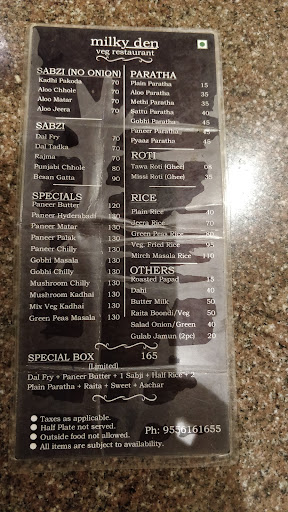 milky den
veg restaurant
SABZI (NO ONION)
Kadhi Pakoda 70
Aloo Chhole 70
Aloo Matar 70
Aloo Jeera 70
SABZI
Dal Fry 70
Dal Tadka 70
Rajma 70
Punjabi Chhole 80
Besan Gatta 90
SPECIALS
Paneer Butter 120
Paneer Hyderabadi 130
Paneer Matar 130
Paneer Palak 130
Paneer Chilly 130
Gobhi Masala 130
Gobhi Chilly 130
Mushroom Chilly 130
Mushroom Kadhai 130
Mix Veg Kadhai 130
Green Peas Masala 130
PARATHA
Plain Paratha 15
Aloo Paratha 35
Methi Paratha 35
Sattu Paratha 40
Gobhi Paratha 45
Paneer Paratha 45
Pyaaz Paratha 45
ROTI
Tawa Roti (Ghee) 08
Missi Roti (Ghee) 35
RICE
Plain Rice 40
Jeera Rice 70
Green Peas Rice 80
Veg. Fried Rice 95
Mirch Masala Rice 110
OTHERS
Roasted Papad 15
Dahi 40
Butter Milk 50
Raita Boondi/Veg 50
Salad Onion/Green 40
Gulab Jamun (2pc) 20
SPECIAL BOX 165
(Limited)
Dal Fry + Paneer Butter + 1 Sabji + Half Rice + 2
Plain Paratha + Raita + Sweet + Aachar
● Taxes as applicable.
● Half Plate not served.
● Outside food not allowed.
● All items are subject to availability.
Ph: 9556161655